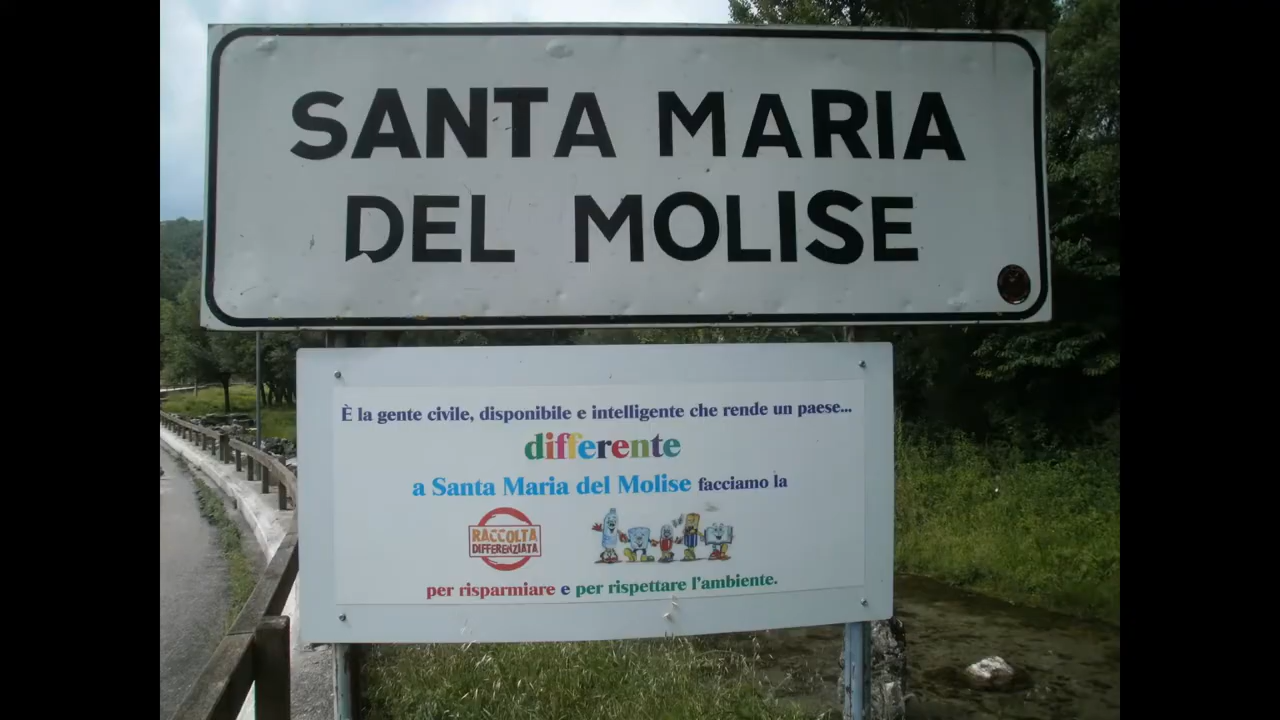 SANTA MARIA
DEL MOLISE
È la gente civile, disponibile e intelligente che rende un paese...
differente
a Santa Maria del Molise facciamo la
RACCOLTA
DIFFERENZIATA
per risparmiare e per rispettare l'ambiente.